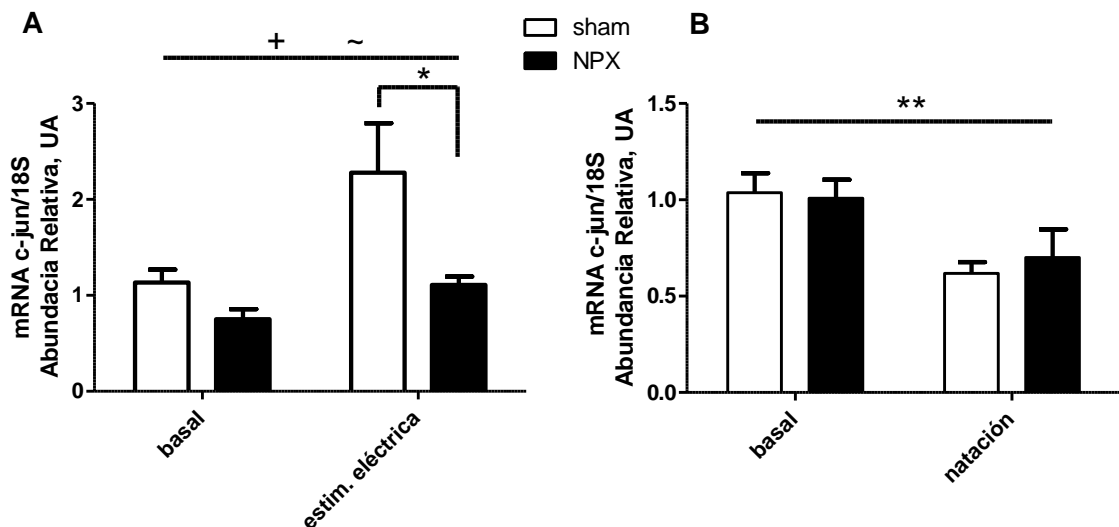 A
+ ~
*
sham
NPX
mRNA c-jun/18S
Abundacia Relativa, UA
3
2
1
0
basal
estim. eléctrica
B
**
mRNA c-jun/18S
Abundancia Relativa, UA
1.5
1.0
0.5
0.0
basal
natación